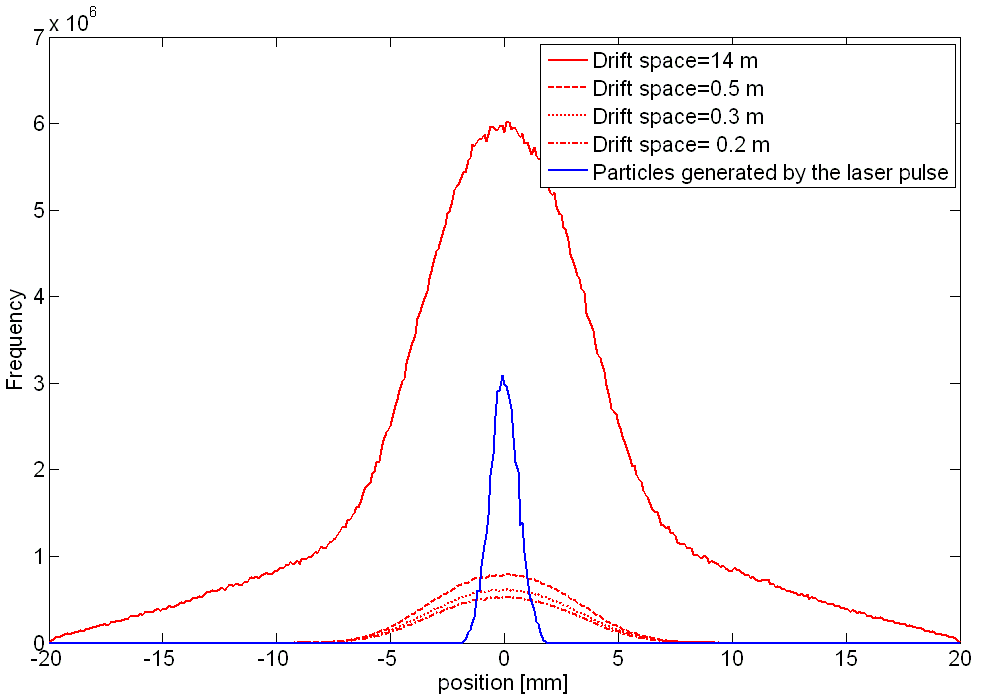 x 10^6
7
6
5
4
3
2
1
0
Frequency
-20
-15
-10
-5
0
5
10
15
20
position [mm]
Drift space=14 m
Drift space=0.5 m
Drift space=0.3 m
Drift space= 0.2 m
Particles generated by the laser pulse